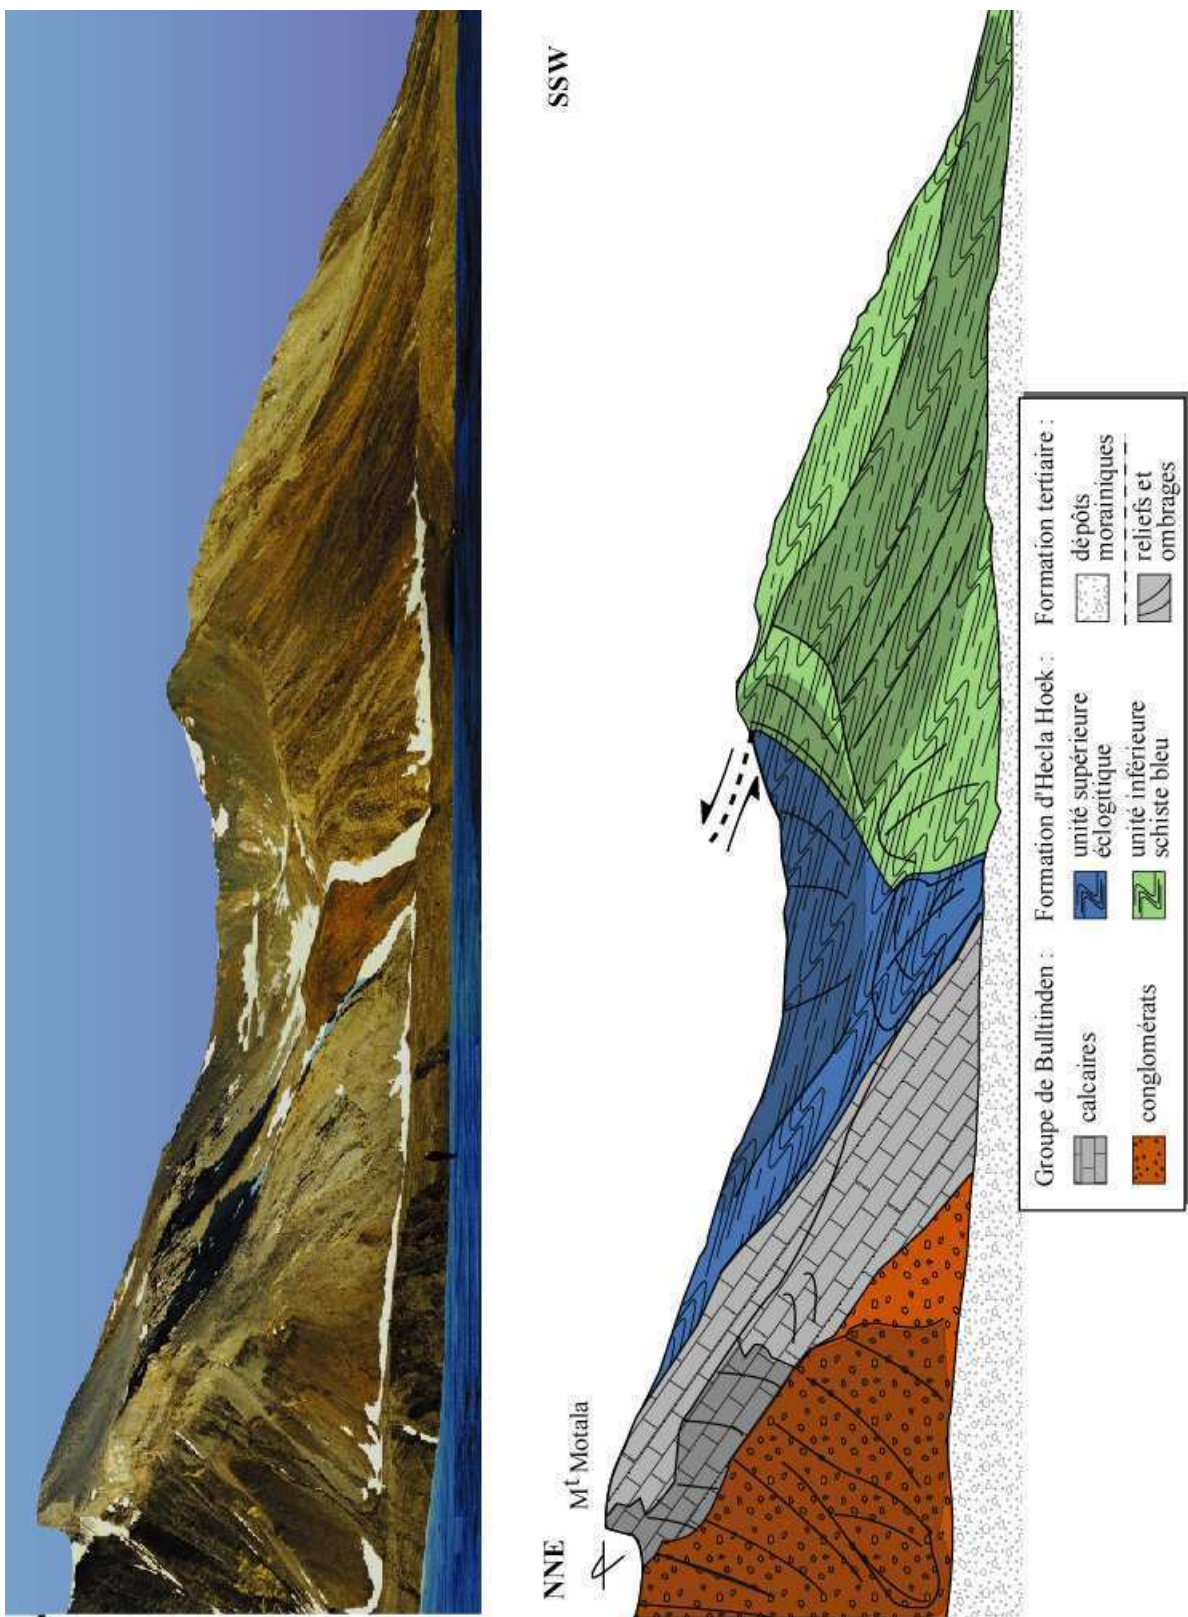 NNE
SSW
Mt Motala
Groupe de Bulltinden :
calcaires
conglomérats
Formation d'Hecla Hoek :
unité supérieure
éclogitique
unité inférieure
schiste bleu
Formation tertiaire :
dépôts
morainiques
reliefs et
ombrages